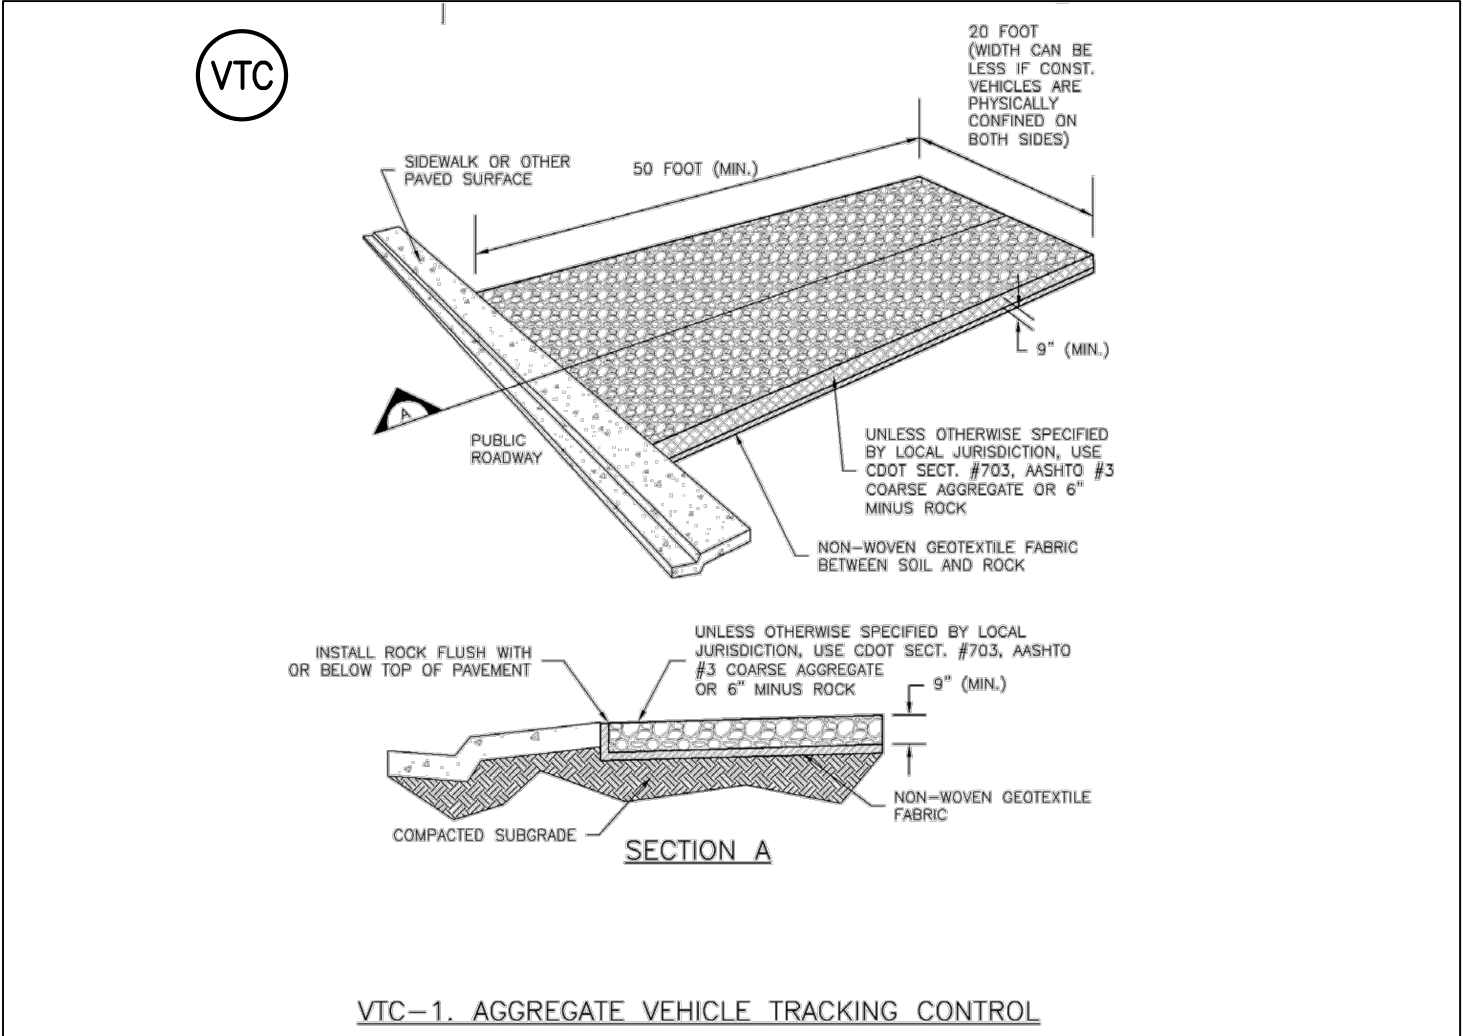 VTC
20 FOOT
(WIDTH CAN BE
LESS IF CONST.
VEHICLES ARE
PHYSICALLY
CONFINED ON
BOTH SIDES)
SIDEWALK OR OTHER
PAVED SURFACE
50 FOOT (MIN.)
9" (MIN.)
A
PUBLIC
ROADWAY
UNLESS OTHERWISE SPECIFIED
BY LOCAL JURISDICTION, USE
CDOT SECT. #703, AASHTO #3
COARSE AGGREGATE OR 6"
MINUS ROCK
NON-WOVEN GEOTEXTILE FABRIC
BETWEEN SOIL AND ROCK
INSTALL ROCK FLUSH WITH
OR BELOW TOP OF PAVEMENT
UNLESS OTHERWISE SPECIFIED BY LOCAL
JURISDICTION, USE CDOT SECT. #703, AASHTO
#3 COARSE AGGREGATE
OR 6" MINUS ROCK
9" (MIN.)
NON-WOVEN GEOTEXTILE
FABRIC
COMPACTED SUBGRADE
SECTION A
VTC-1. AGGREGATE VEHICLE TRACKING CONTROL